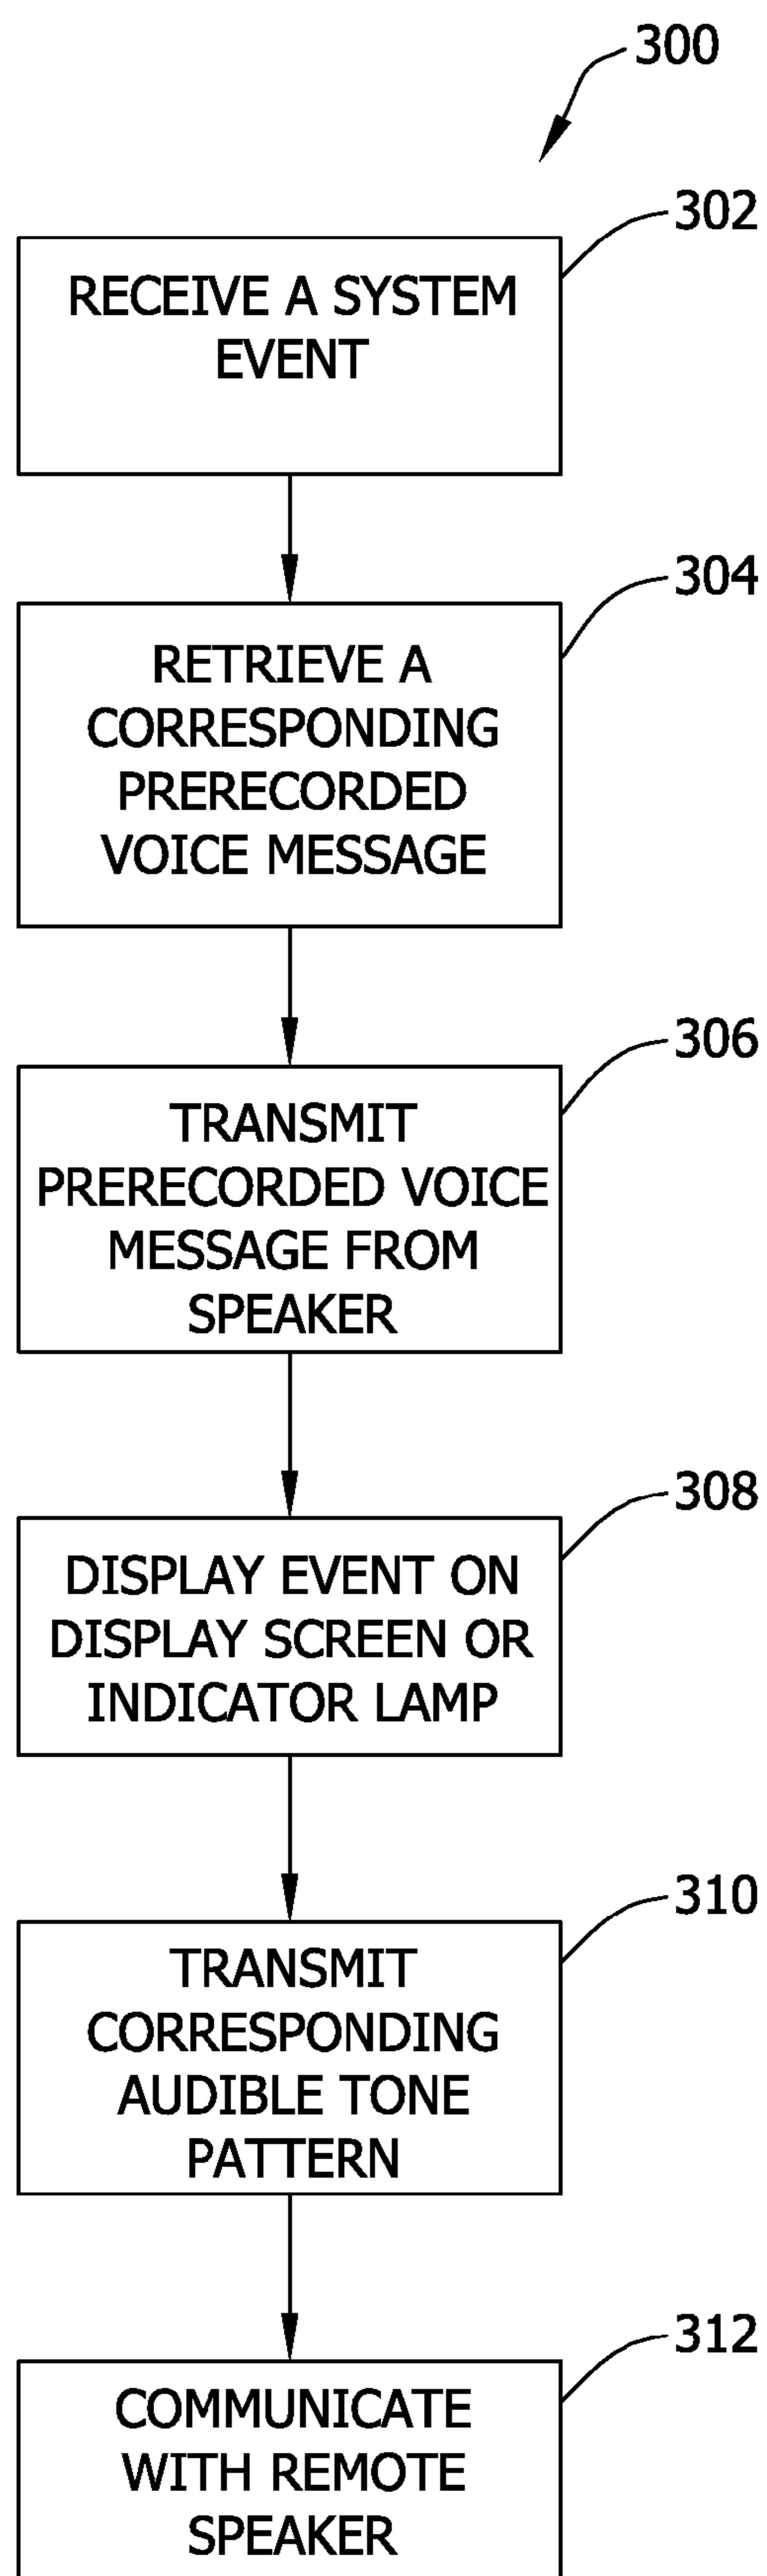 300
302
RECEIVE A SYSTEM
EVENT
304
RETRIEVE A
CORRESPONDING
PRERECORDED
VOICE MESSAGE
306
TRANSMIT
PRERECORDED VOICE
MESSAGE FROM
SPEAKER
308
DISPLAY EVENT ON
DISPLAY SCREEN OR
INDICATOR LAMP
310
TRANSMIT
CORRESPONDING
AUDIBLE TONE
PATTERN
312
COMMUNICATE
WITH REMOTE
SPEAKER